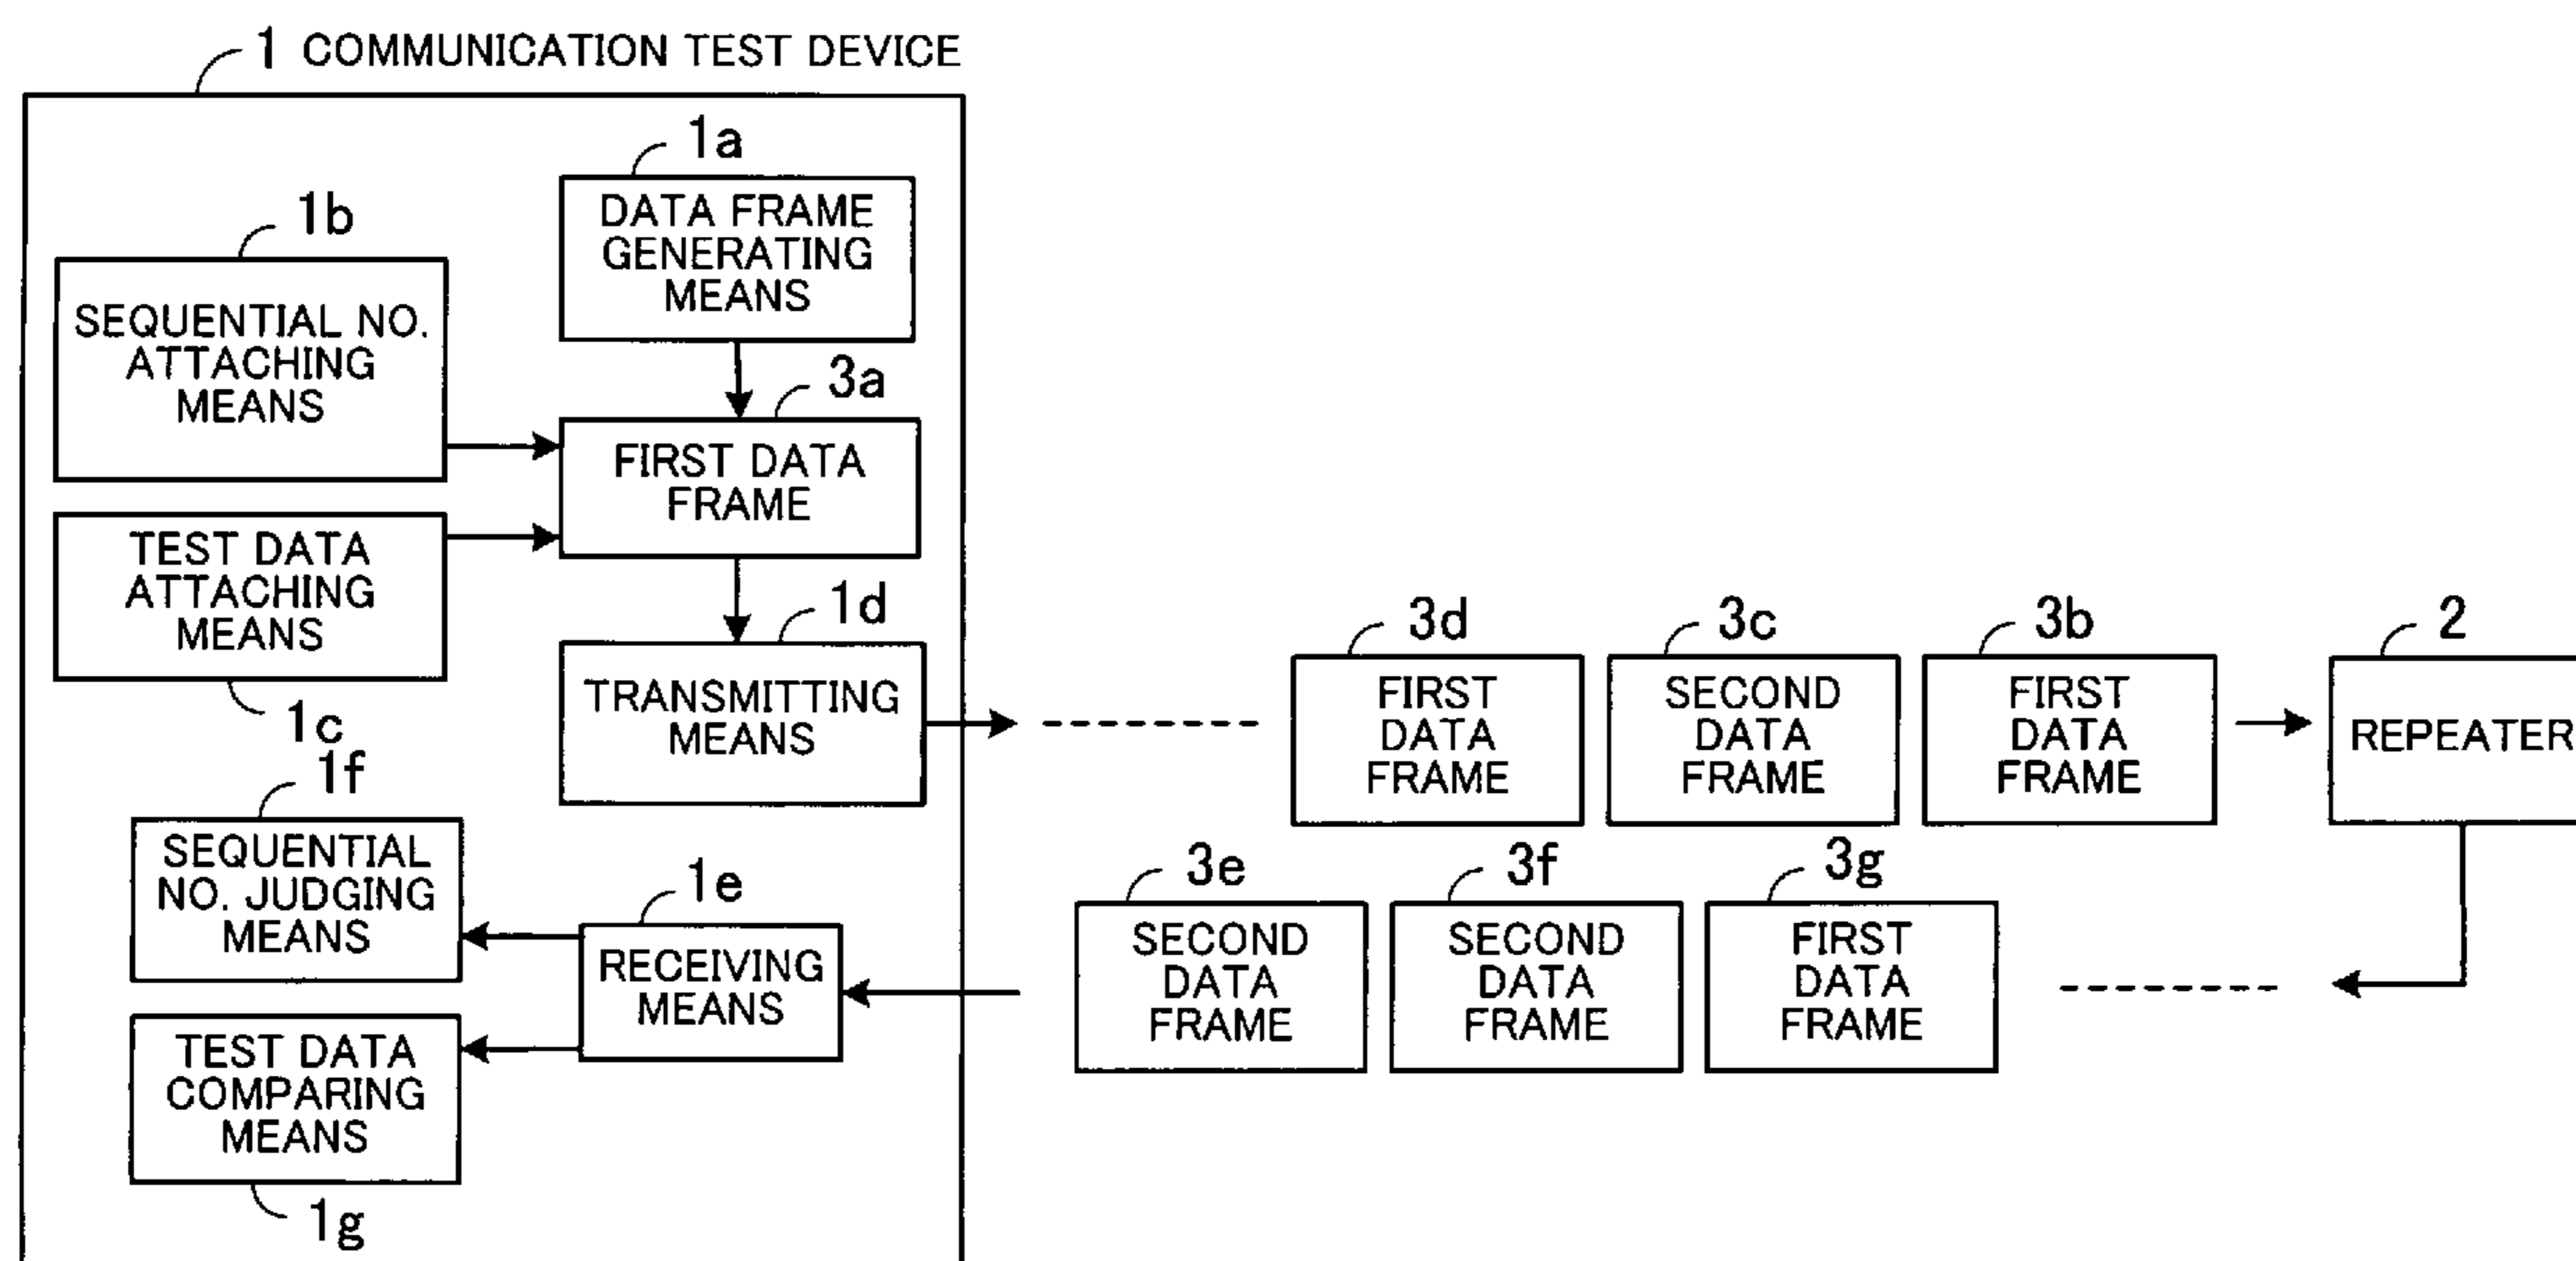 1 COMMUNICATION TEST DEVICE
1a
DATA FRAME
GENERATING
MEANS
1b
SEQUENTIAL NO.
ATTACHING
MEANS
3a
FIRST DATA
FRAME
TEST DATA
ATTACHING
MEANS
1c
1d
TRANSMITTING
MEANS
3d
FIRST
DATA
FRAME
3c
SECOND
DATA
FRAME
3b
FIRST
DATA
FRAME
2
REPEATER
1f
SEQUENTIAL
NO. JUDGING
MEANS
1e
RECEIVING
MEANS
3e
SECOND
DATA
FRAME
3f
SECOND
DATA
FRAME
3g
FIRST
DATA
FRAME
TEST DATA
COMPARING
MEANS
1g